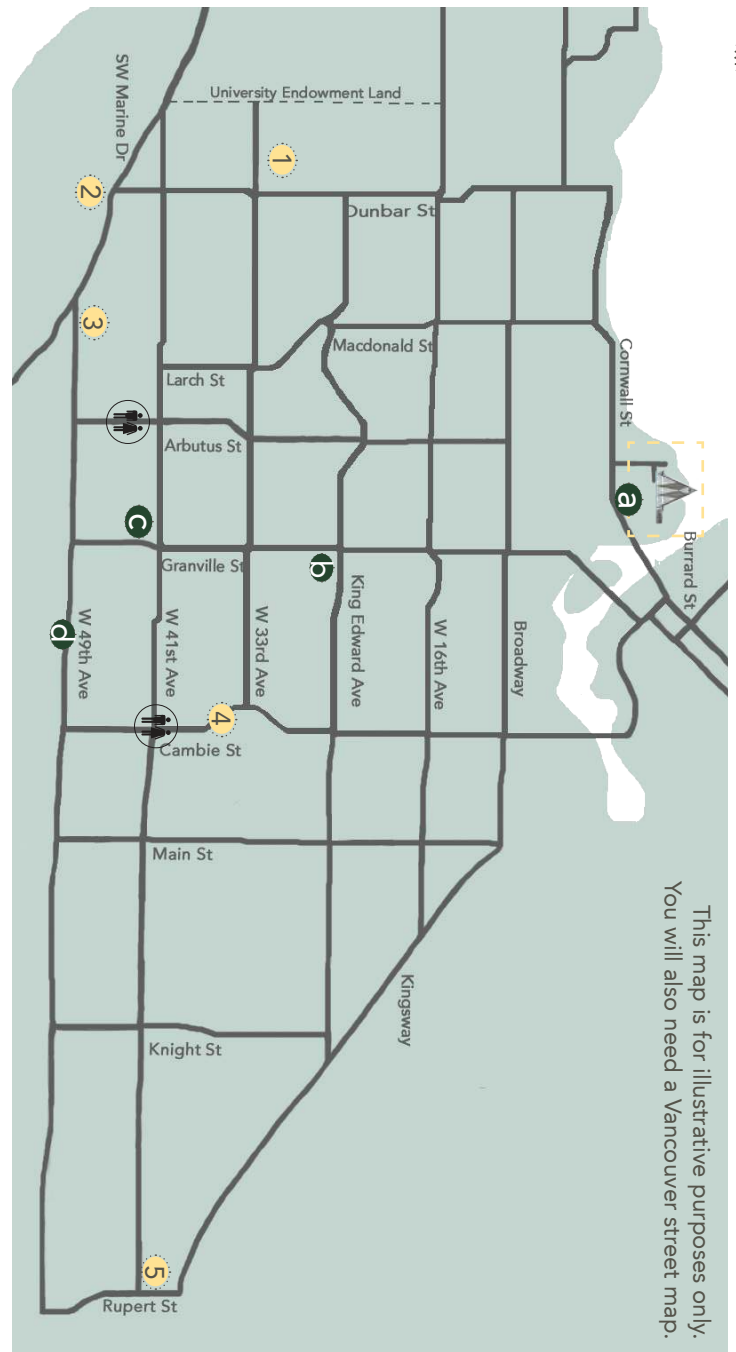 University Endowment Land
SW Marine Dr
1
2
Dunbar St
3
Macdonald St
Cornwall St
Larch St
Arbutus St
a
c
Granville St
b
Burrard St
d
W 49th Ave
W 41st Ave
W 33rd Ave
King Edward Ave
W 16th Ave
Broadway
4
Cambie St
Main St
This map is for illustrative purposes only.
You will also need a Vancouver street map.
Kingsway
Knight St
5
Rupert St